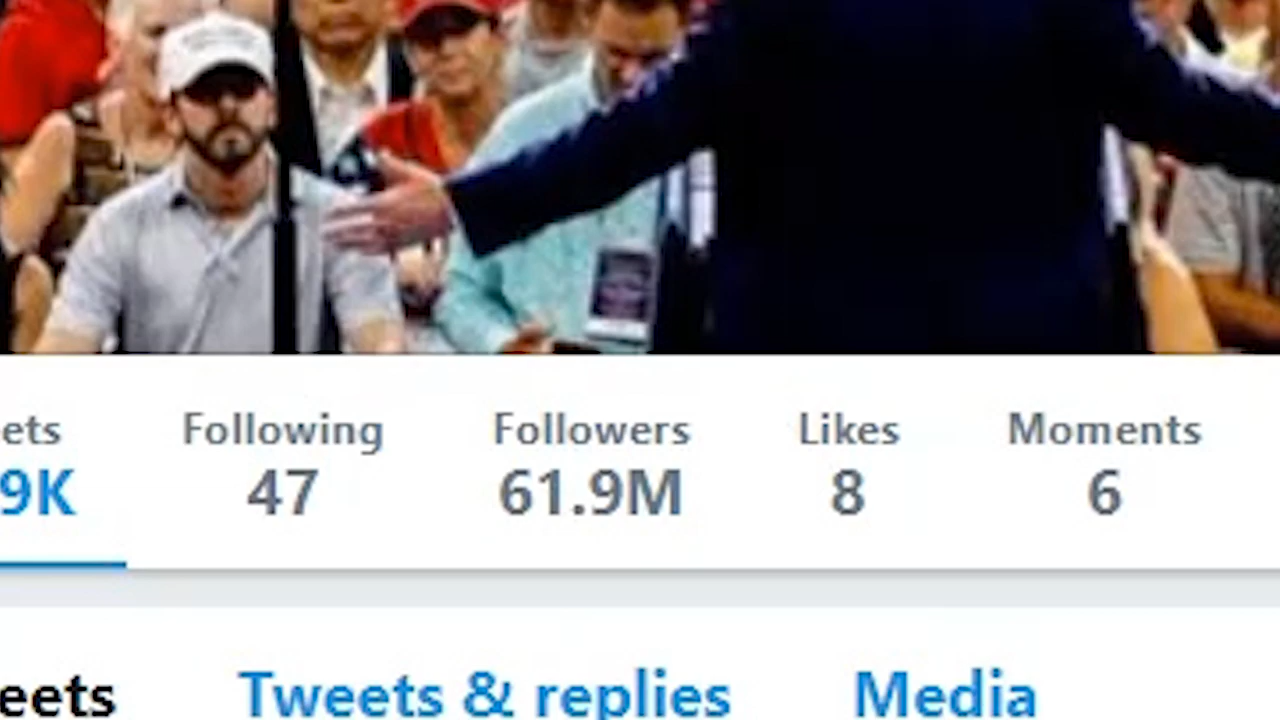 ets Following Followers Likes Moments
9K 47 61.9M 8 6
eets Tweets & replies Media